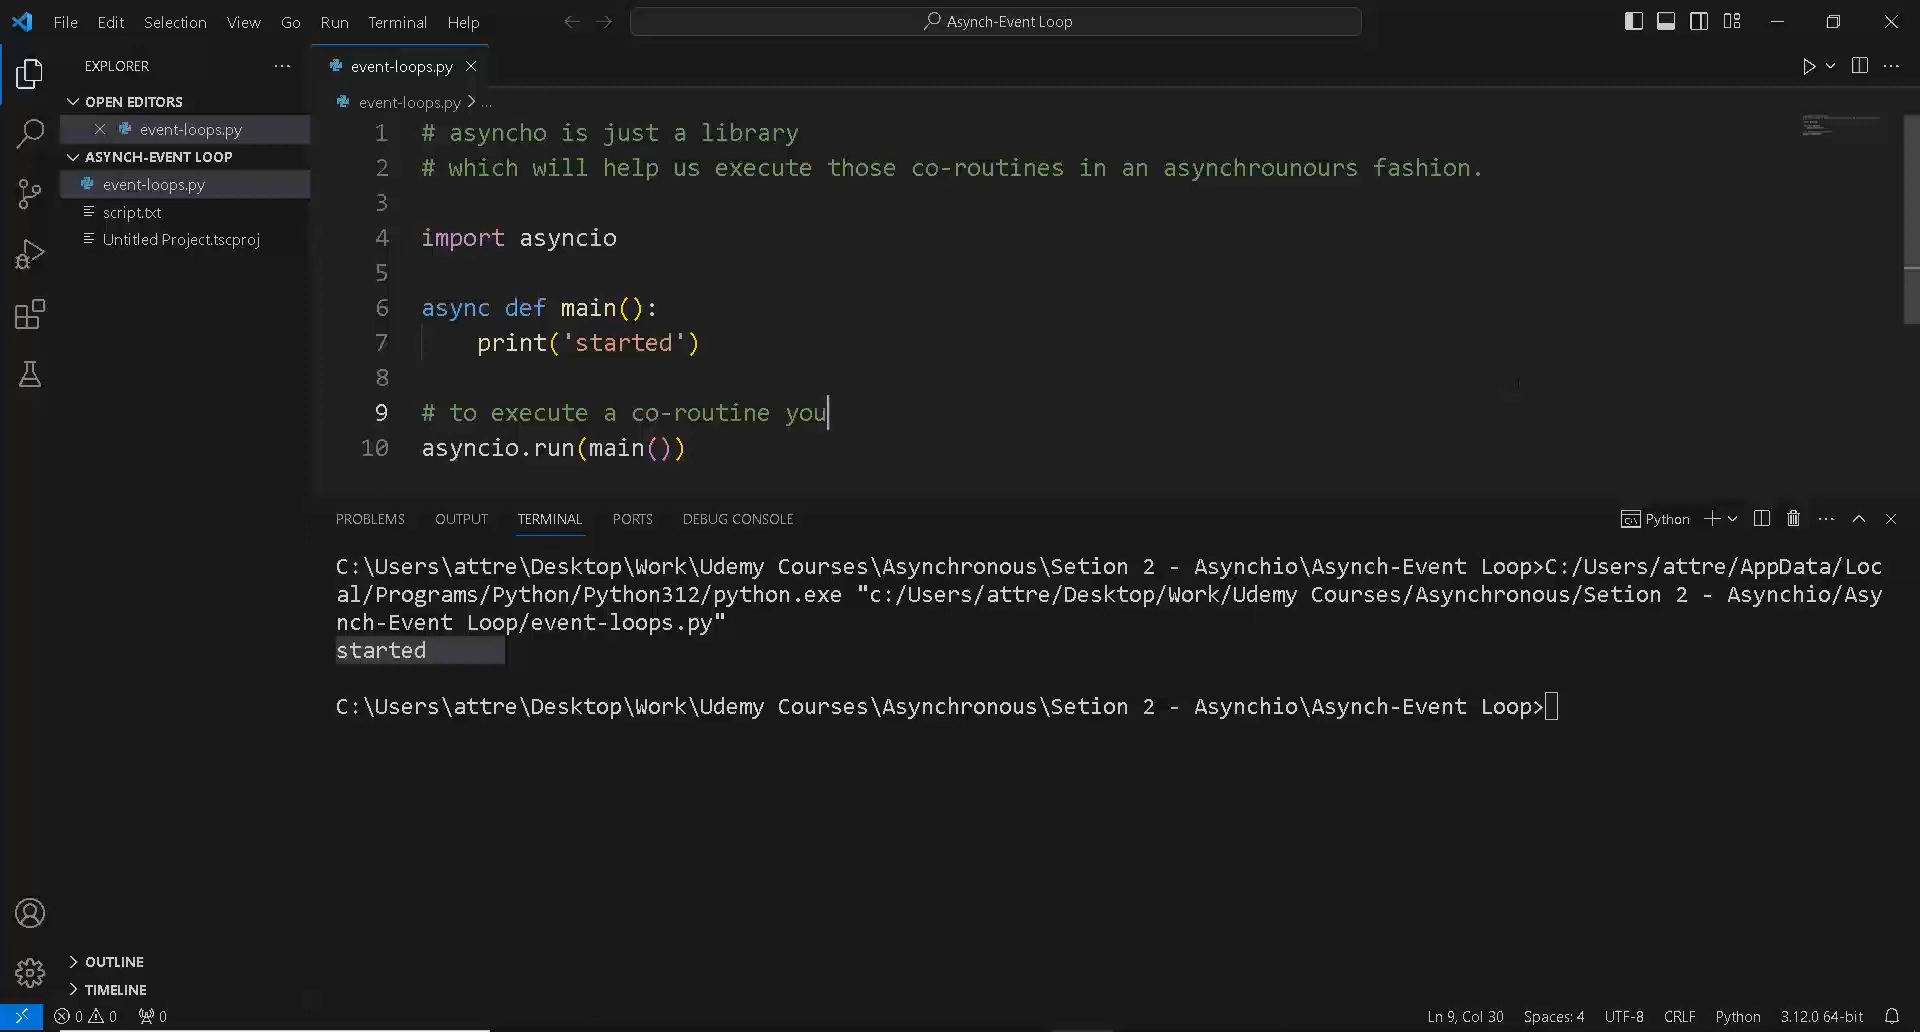 File Edit Selection View Go Run Terminal Help
Asynch-Event Loop
EXPLORER
OPEN EDITORS
event-loops.py
ASYNCH-EVENT LOOP
event-loops.py
script.txt
Untitled Project.tscproj
OUTLINE
TIMELINE
event-loops.py
event-loops.py > ...
1 # asyncho is just a library
2 # which will help us execute those co-routines in an asynchrounours fashion.
3
4 import asyncio
5
6 async def main():
7 print('started')
8
9 # to execute a co-routine you
10 asyncio.run(main())
PROBLEMS OUTPUT TERMINAL PORTS DEBUG CONSOLE
Python
C:\Users\attre\Desktop\Work\Udemy Courses\Asynchronous\Setion 2 - Asynchio\Asynch-Event Loop>C:/Users/attre/AppData/Loc
al/Programs/Python/Python312/python.exe "c:/Users/attre/Desktop/Work/Udemy Courses/Asynchronous/Setion 2 - Asynchio/Asy
nch-Event Loop/event-loops.py"
started
C:\Users\attre\Desktop\Work\Udemy Courses\Asynchronous\Setion 2 - Asynchio\Asynch-Event Loop>
0 0 0
Ln 9, Col 30 Spaces: 4 UTF-8 CRLF Python 3.12.0 64-bit